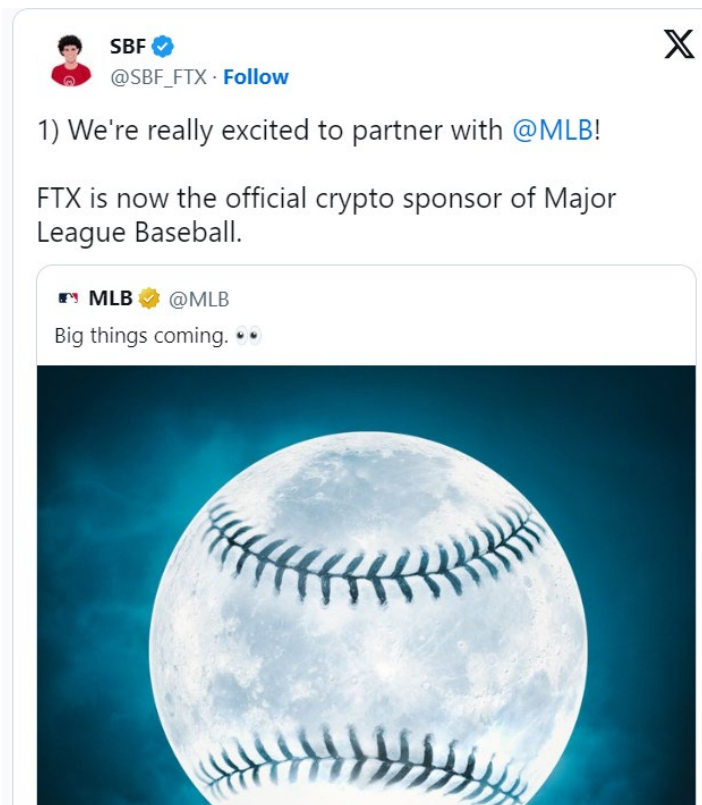 SBF
@SBF_FTX · Follow
X
1) We're really excited to partner with @MLB!
FTX is now the official crypto sponsor of Major
League Baseball.
MLB @MLB
Big things coming. 👀